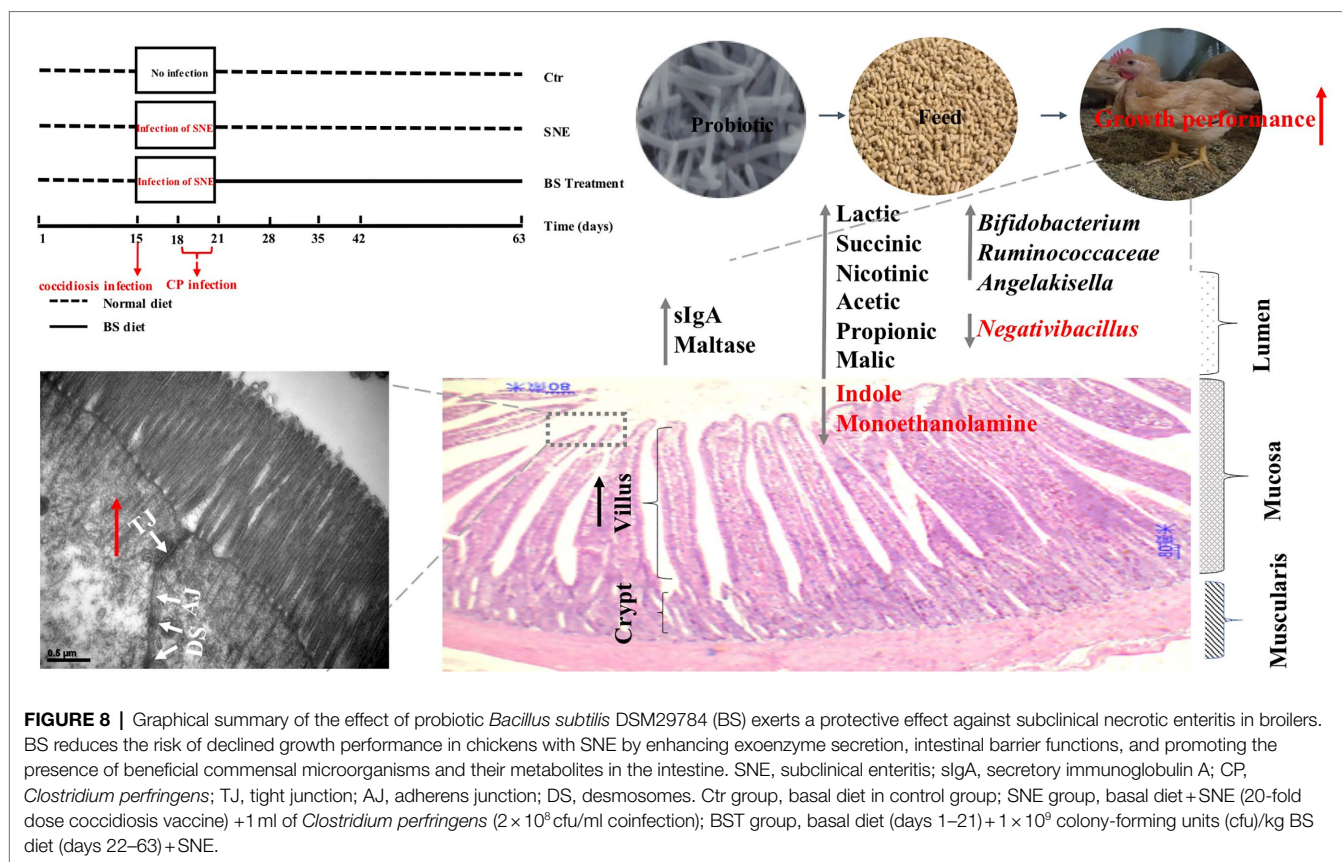 No infection
Ctr
Infection of SNE
SNE
Infection of SNE
BS Treatment
Time (days)
1 15 18 21 28 35 42 63
coccidiosis infection
CP infection
Normal diet
BS diet
Probiotic
Feed
Growth performance
sIgA
Maltase
Lactic
Succinic
Nicotinic
Acetic
Propionic
Malic
Indole
Monoethanolamine
Bifidobacterium
Ruminococcaceae
Angelakisella
Negativibacillus
Lumen
Mucosa
Muscularis
Villus
Crypt
TJ
AJ
DS
0.5 μm
FIGURE 8 | Graphical summary of the effect of probiotic Bacillus subtilis DSM29784 (BS) exerts a protective effect against subclinical necrotic enteritis in broilers.
BS reduces the risk of declined growth performance in chickens with SNE by enhancing exoenzyme secretion, intestinal barrier functions, and promoting the
presence of beneficial commensal microorganisms and their metabolites in the intestine. SNE, subclinical enteritis; sIgA, secretory immunoglobulin A; CP,
Clostridium perfringens; TJ, tight junction; AJ, adherens junction; DS, desmosomes. Ctr group, basal diet in control group; SNE group, basal diet + SNE (20-fold
dose coccidiosis vaccine) +1 ml of Clostridium perfringens (2 × 10⁸ cfu/ml coinfection); BST group, basal diet (days 1–21) + 1 × 10⁹ colony-forming units (cfu)/kg BS
diet (days 22–63) + SNE.